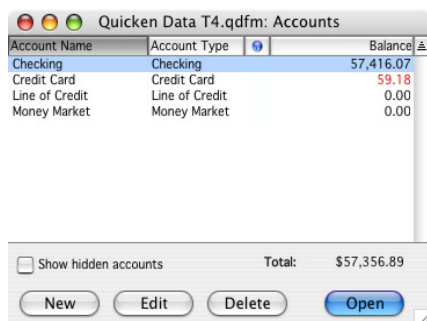 Quicken Data T4.qdfm: Accounts
Account Name Account Type Balance
Checking Checking 57,416.07
Credit Card Credit Card 59.18
Line of Credit Line of Credit 0.00
Money Market Money Market 0.00
Show hidden accounts Total: $57,356.89
New Edit Delete Open